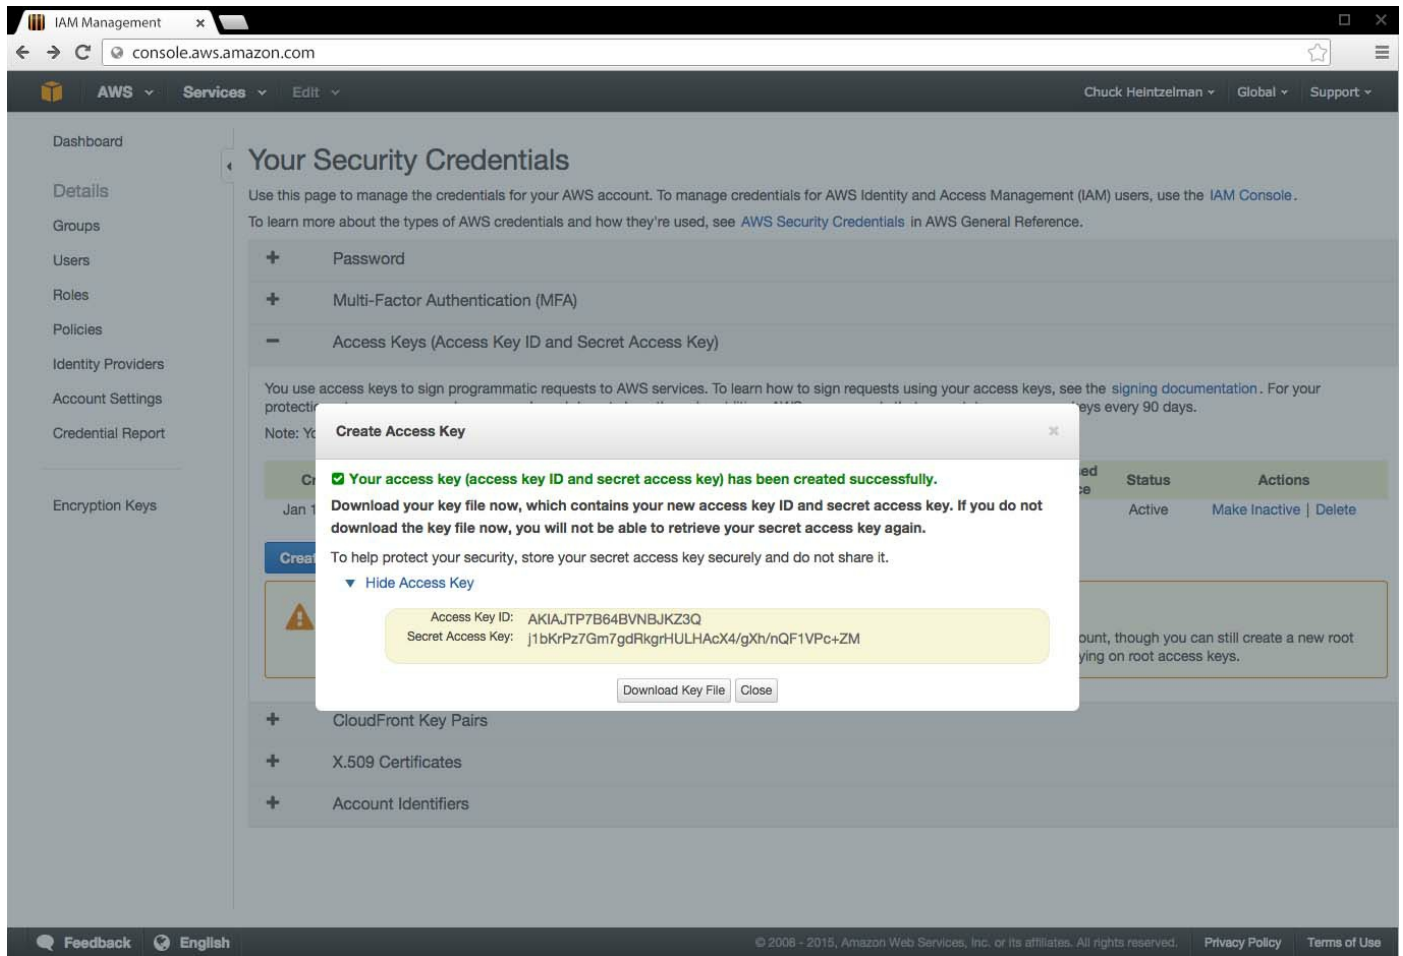 IAM Management
console.aws.amazon.com
AWS Services Edit Chuck Heintzelman Global Support
Dashboard
Details
Groups
Users
Roles
Policies
Identity Providers
Account Settings
Credential Report
Encryption Keys
Your Security Credentials
Use this page to manage the credentials for your AWS account. To manage credentials for AWS Identity and Access Management (IAM) users, use the IAM Console.
To learn more about the types of AWS credentials and how they're used, see AWS Security Credentials in AWS General Reference.
+ Password
+ Multi-Factor Authentication (MFA)
− Access Keys (Access Key ID and Secret Access Key)
You use access keys to sign programmatic requests to AWS services. To learn how to sign requests using your access keys, see the signing documentation. For your
keys every 90 days.
Note:
Status Actions
Jan 1 Active Make Inactive | Delete
Create Access Key
Your access key (access key ID and secret access key) has been created successfully.
Download your key file now, which contains your new access key ID and secret access key. If you do not
download the key file now, you will not be able to retrieve your secret access key again.
To help protect your security, store your secret access key securely and do not share it.
Hide Access Key
Access Key ID: AKIAJTP7B64BVNBJKZ3Q
Secret Access Key: j1bKrPz7Gm7gdRkgrHULHAcX4/gXh/nQF1VPc+ZM
Download Key File Close
though you can still create a new root
on root access keys.
+ CloudFront Key Pairs
+ X.509 Certificates
+ Account Identifiers
Feedback English © 2008 - 2015, Amazon Web Services, Inc. or its affiliates. All rights reserved. Privacy Policy Terms of Use